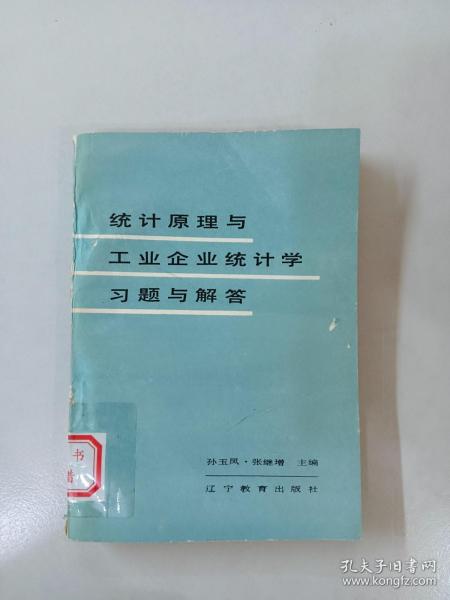 统计原理与
工业企业统计学
习题与解答
书
孙玉凤·张继增 主编
辽宁教育出版社
孔夫子旧书网
www.kongfz.com